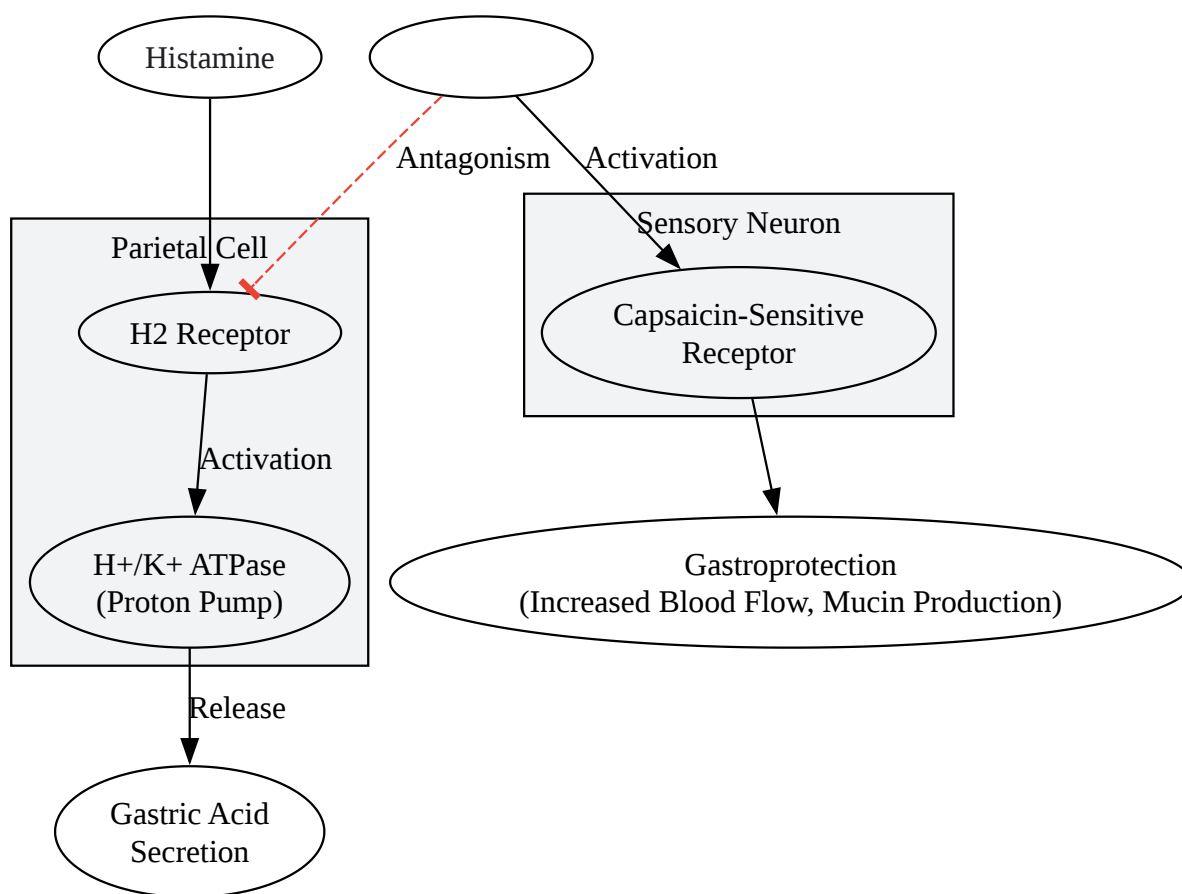 Histamine
Antagonism
Activation
Parietal Cell
Sensory Neuron
H2 Receptor
Capsaicin-Sensitive
Receptor
Activation
H+/K+ ATPase
(Proton Pump)
Gastroprotection
(Increased Blood Flow, Mucin Production)
Release
Gastric Acid
Secretion